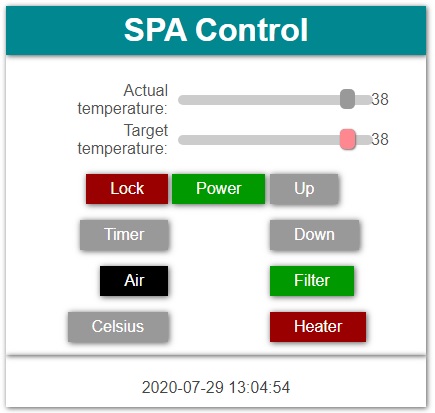 SPA Control
Actual
temperature: 38
Target
temperature: 38
Lock Power Up
Timer Down
Air Filter
Celsius Heater
2020-07-29 13:04:54